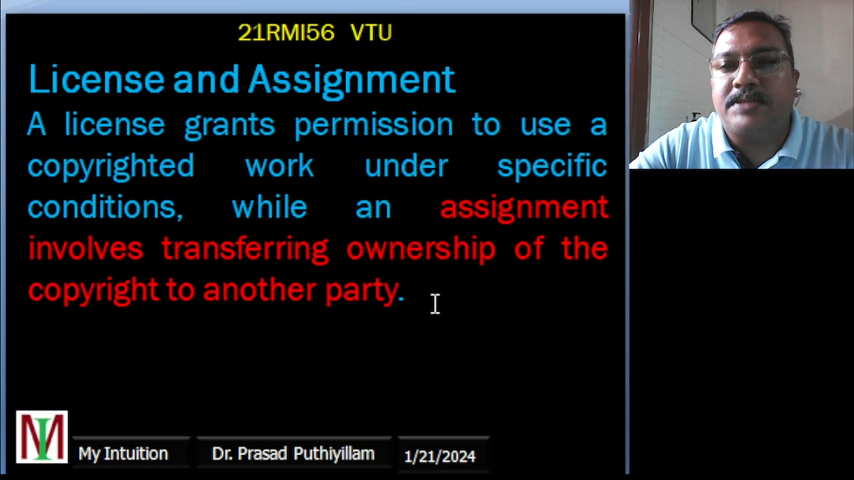 21RMI56 VTU
License and Assignment
A license grants permission to use a
copyrighted work under specific
conditions, while an assignment
involves transferring ownership of the
copyright to another party.
MI
My Intuition
Dr. Prasad Puthiyillam
1/21/2024